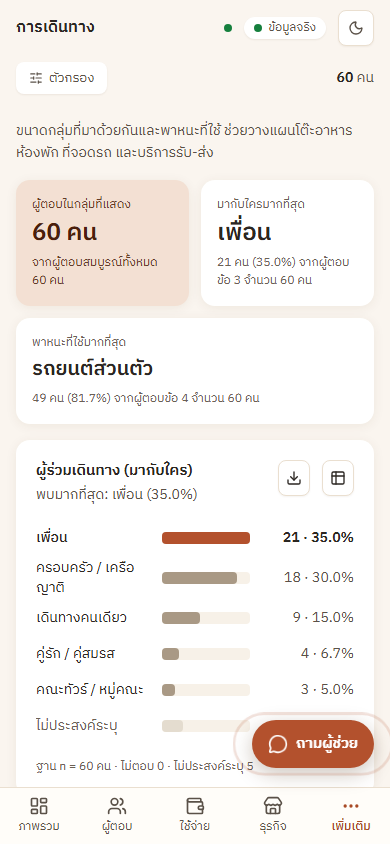 การเดินทาง
ข้อมูลจริง
ตัวกรอง
60 คน
ขนาดกลุ่มที่มาด้วยกันและพาหนะที่ใช้ ช่วยวางแผนโต๊ะอาหาร
ห้องพัก ที่จอดรถ และบริการรับ-ส่ง
ผู้ตอบในกลุ่มที่แสดง
60 คน
จากผู้ตอบสมบูรณ์ทั้งหมด
60 คน
มากับใครมากที่สุด
เพื่อน
21 คน (35.0%) จากผู้ตอบ
ข้อ 3 จำนวน 60 คน
พาหนะที่ใช้มากที่สุด
รถยนต์ส่วนตัว
49 คน (81.7%) จากผู้ตอบข้อ 4 จำนวน 60 คน
ผู้ร่วมเดินทาง (มากับใคร)
พบมากที่สุด: เพื่อน (35.0%)
เพื่อน 21 · 35.0%
ครอบครัว / เครือ
ญาติ 18 · 30.0%
เดินทางคนเดียว 9 · 15.0%
คู่รัก / คู่สมรส 4 · 6.7%
คณะทัวร์ / หมู่คณะ 3 · 5.0%
ไม่ประสงค์ระบุ
ถามผู้ช่วย
ฐาน n = 60 คน · ไม่ตอบ 0 · ไม่ประสงค์ระบุ 5
ภาพรวม
ผู้ตอบ
ใช้จ่าย
ธุรกิจ
เพิ่มเติม